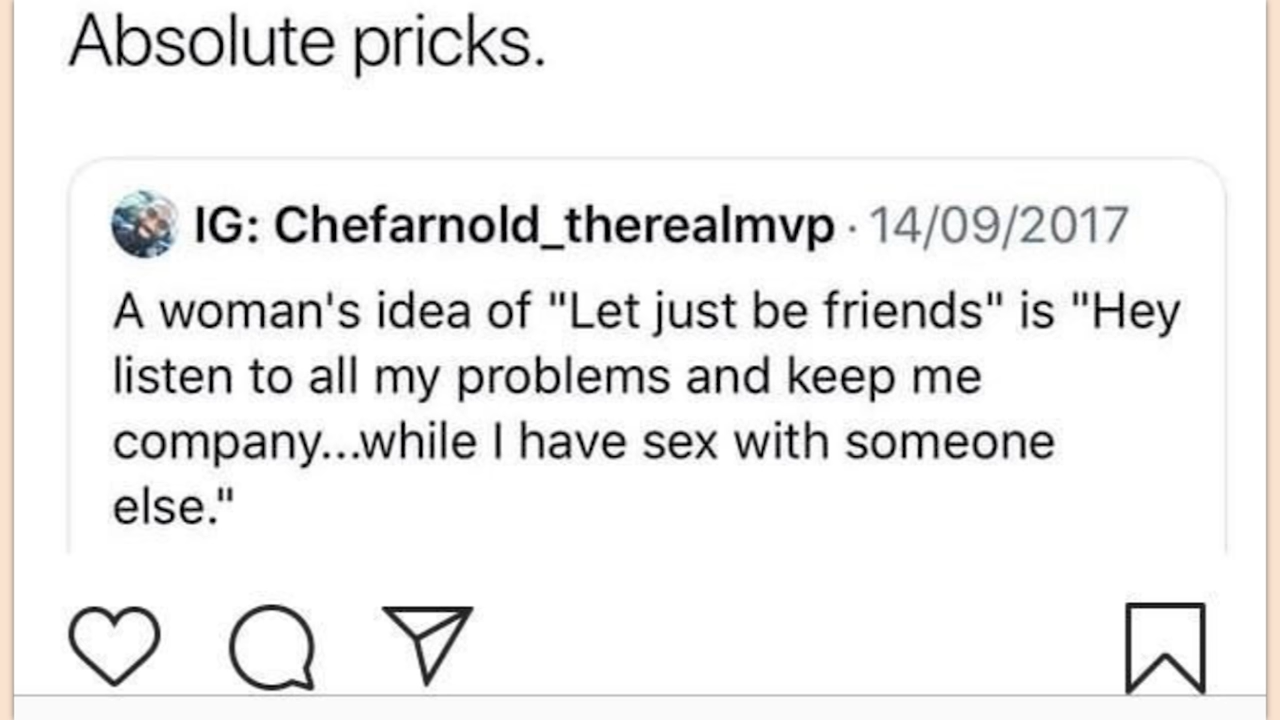 Absolute pricks.
IG: Chefarnold_therealmvp · 14/09/2017
A woman's idea of "Let just be friends" is "Hey
listen to all my problems and keep me
company...while I have sex with someone
else."